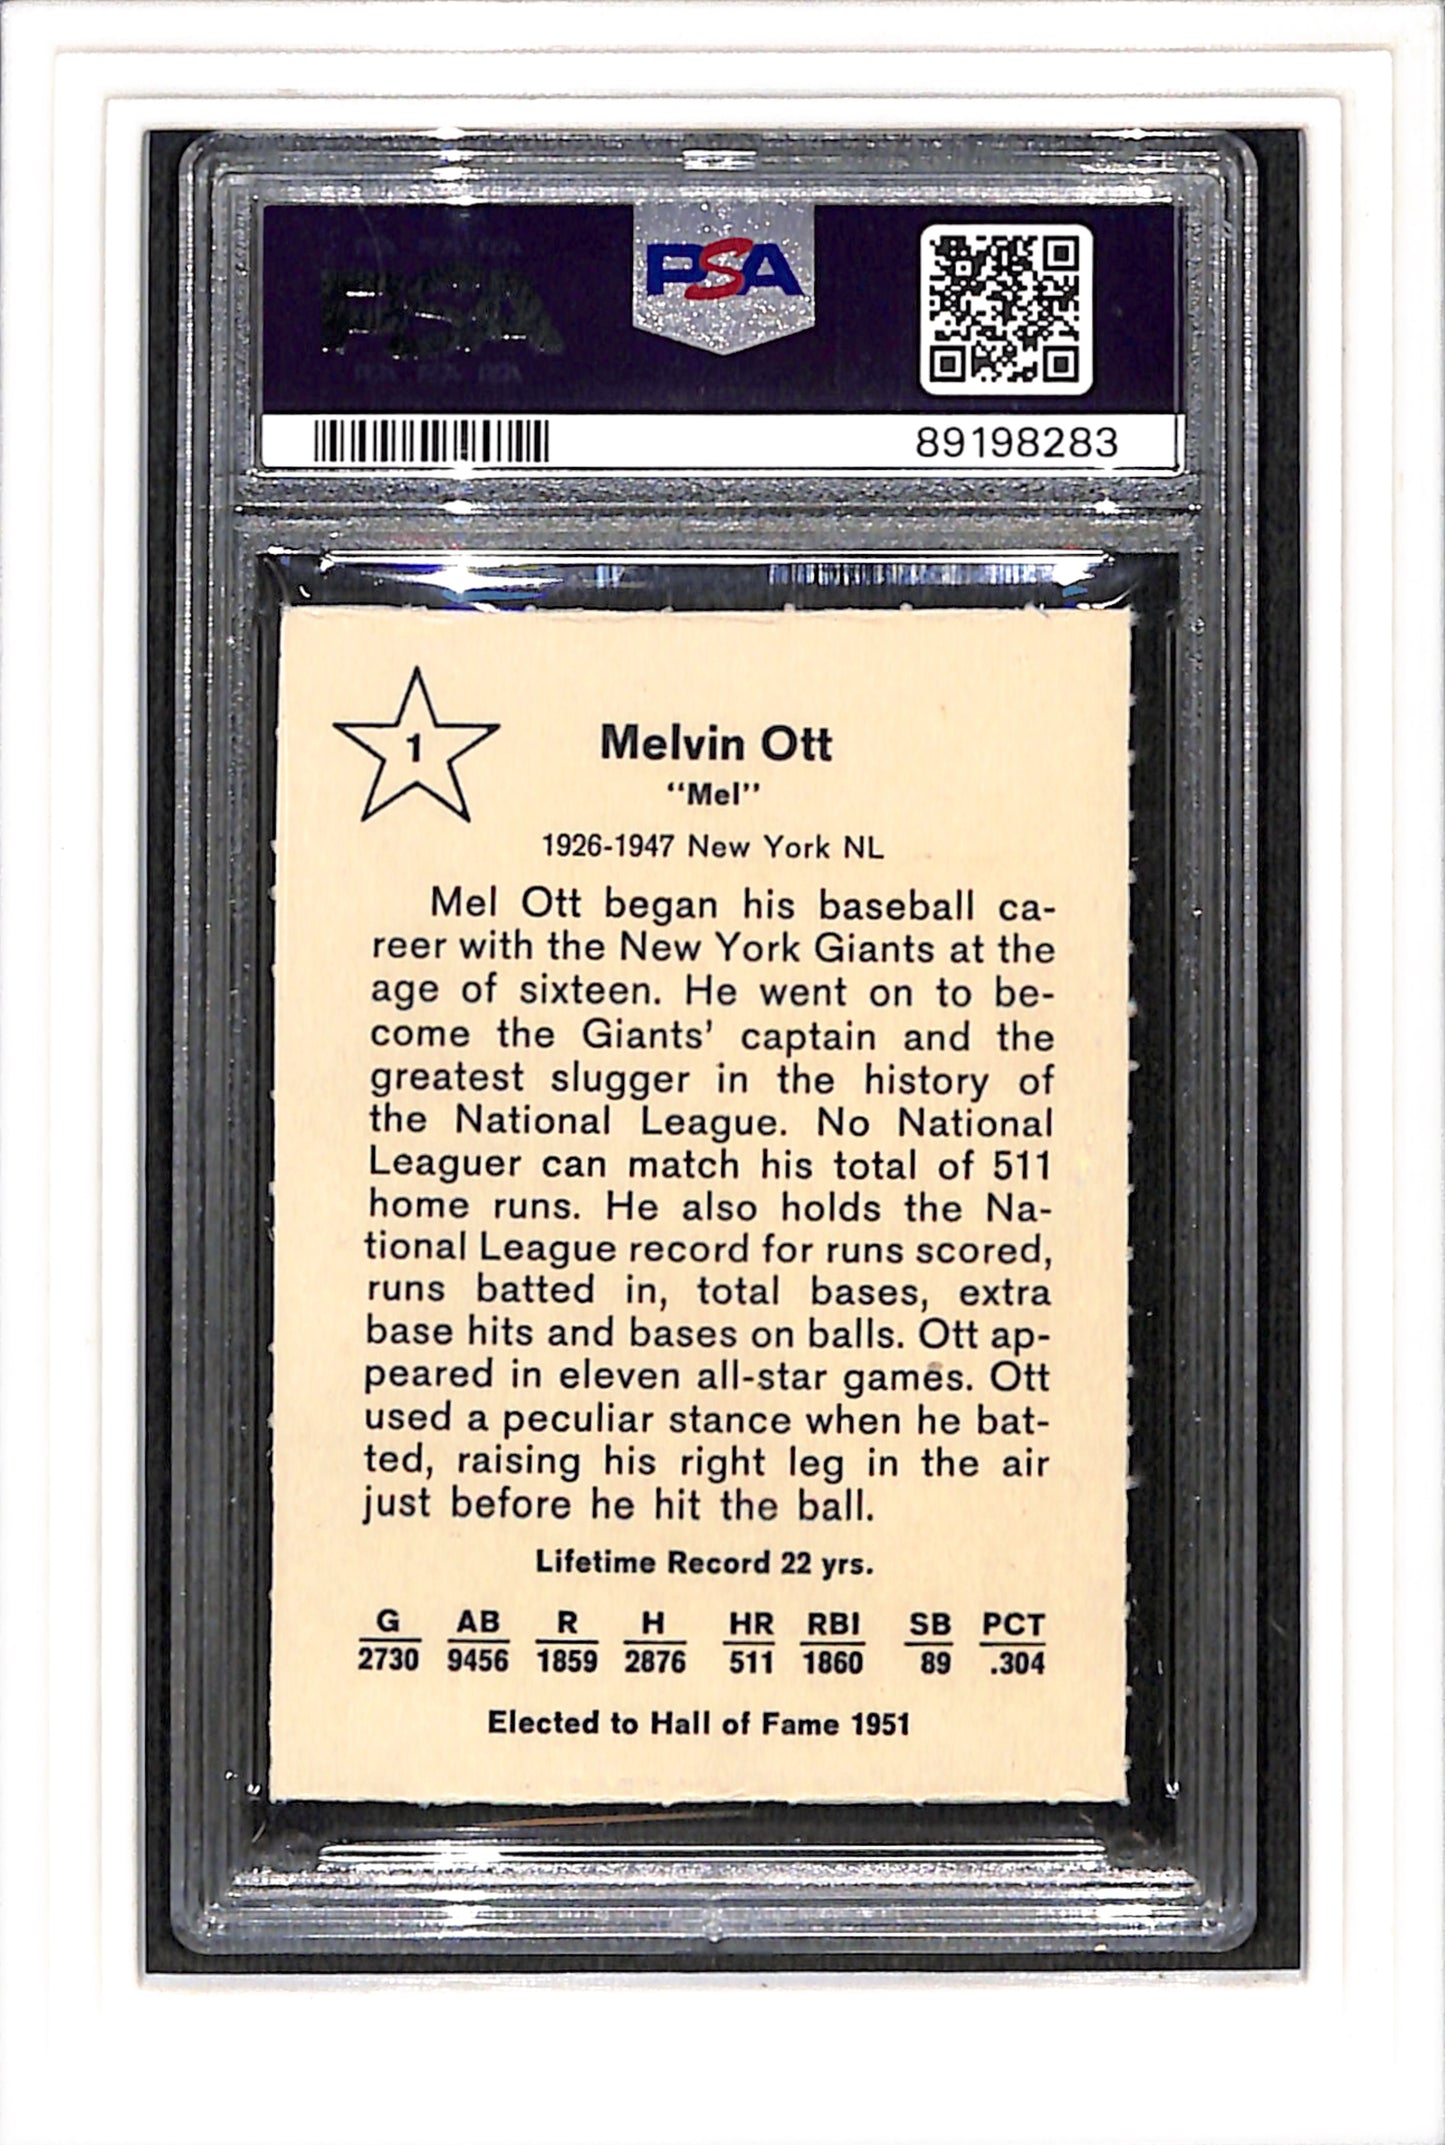 PSA
89198283
1
Melvin Ott
“Mel”
1926-1947 New York NL
Mel Ott began his baseball ca-
reer with the New York Giants at the
age of sixteen. He went on to be-
come the Giants’ captain and the
greatest slugger in the history of
the National League. No National
Leaguer can match his total of 511
home runs. He also holds the Na-
tional League record for runs scored,
runs batted in, total bases, extra
base hits and bases on balls. Ott ap-
peared in eleven all-star games. Ott
used a peculiar stance when he bat-
ted, raising his right leg in the air
just before he hit the ball.
Lifetime Record 22 yrs.
G AB R H HR RBI SB PCT
2730 9456 1859 2876 511 1860 89 .304
Elected to Hall of Fame 1951